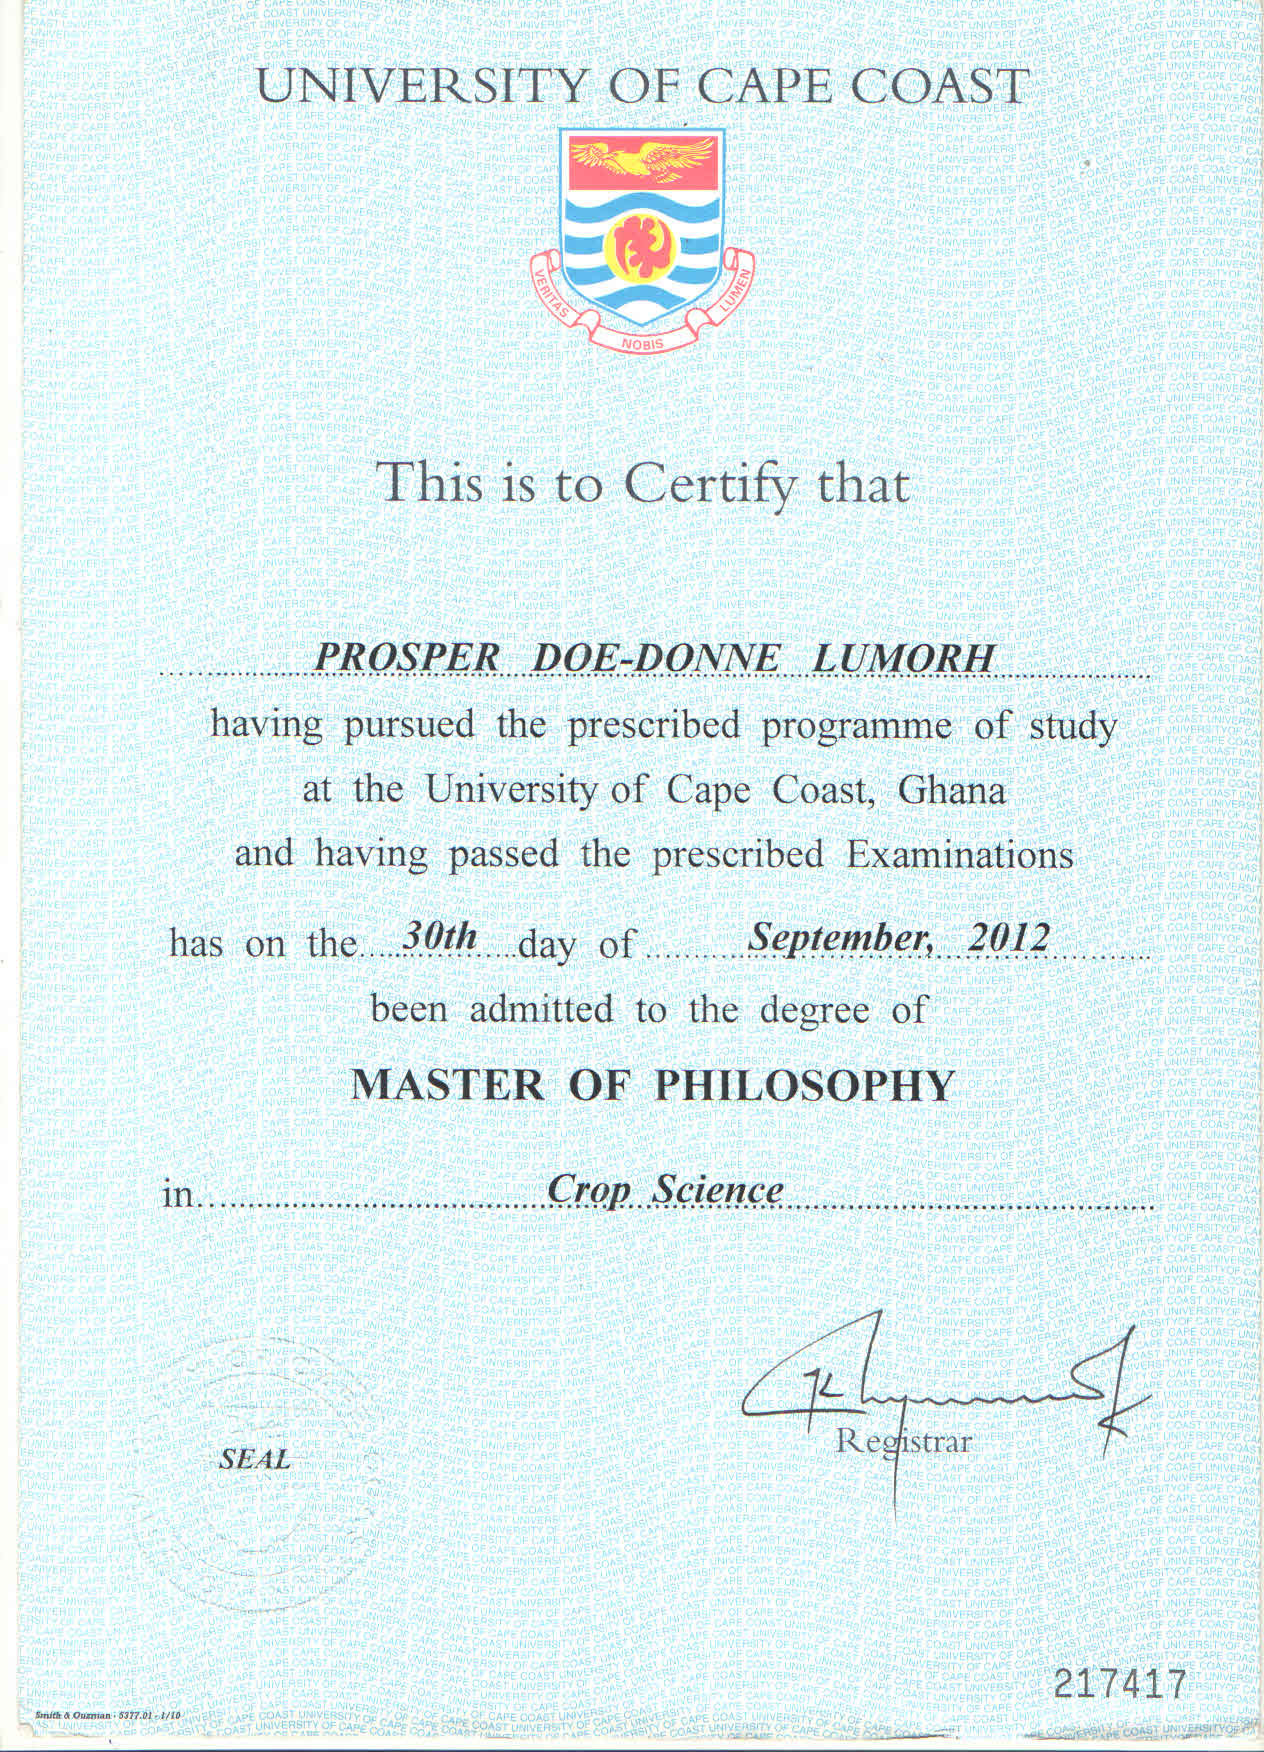 UNIVERSITY OF CAPE COAST
VERITAS NOBIS LUMEN
This is to Certify that
PROSPER DOE-DONNE LUMORH
having pursued the prescribed programme of study
at the University of Cape Coast, Ghana
and having passed the prescribed Examinations
has on the 30th day of September, 2012
been admitted to the degree of
MASTER OF PHILOSOPHY
in Crop Science
Registrar
SEAL
217417
Smith & Ouzman - 5377.01 - 1/10